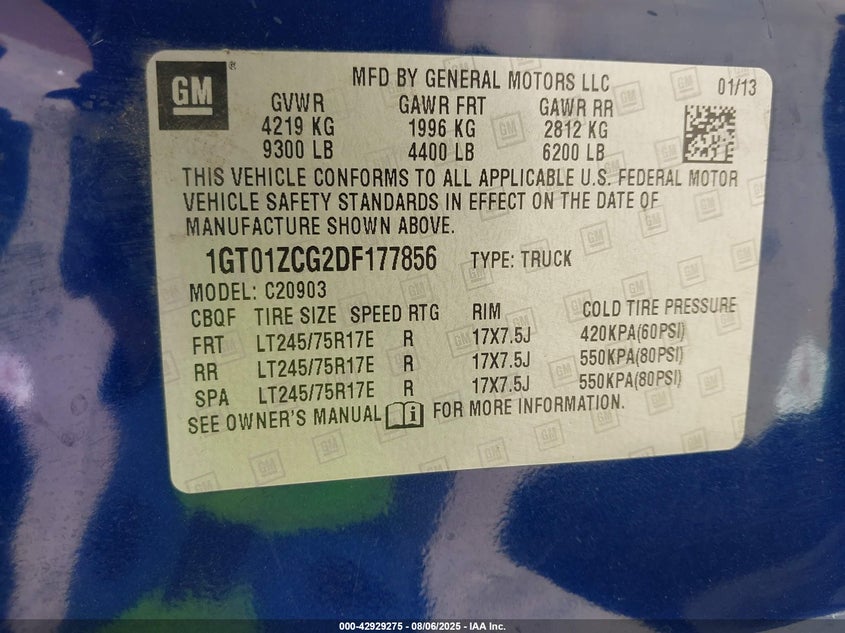 GM
MFD BY GENERAL MOTORS LLC 01/13
GVWR GAWR FRT GAWR RR
4219 KG 1996 KG 2812 KG
9300 LB 4400 LB 6200 LB
THIS VEHICLE CONFORMS TO ALL APPLICABLE U.S. FEDERAL MOTOR
VEHICLE SAFETY STANDARDS IN EFFECT ON THE DATE OF
MANUFACTURE SHOWN ABOVE.
1GT01ZCG2DF177856 TYPE: TRUCK
MODEL: C20903
CBQF TIRE SIZE SPEED RTG RIM COLD TIRE PRESSURE
FRT LT245/75R17E R 17X7.5J 420KPA(60PSI)
RR LT245/75R17E R 17X7.5J 550KPA(80PSI)
SPA LT245/75R17E R 17X7.5J 550KPA(80PSI)
SEE OWNER'S MANUAL i FOR MORE INFORMATION.
000-42929275 - 08/06/2025 - IAA Inc.